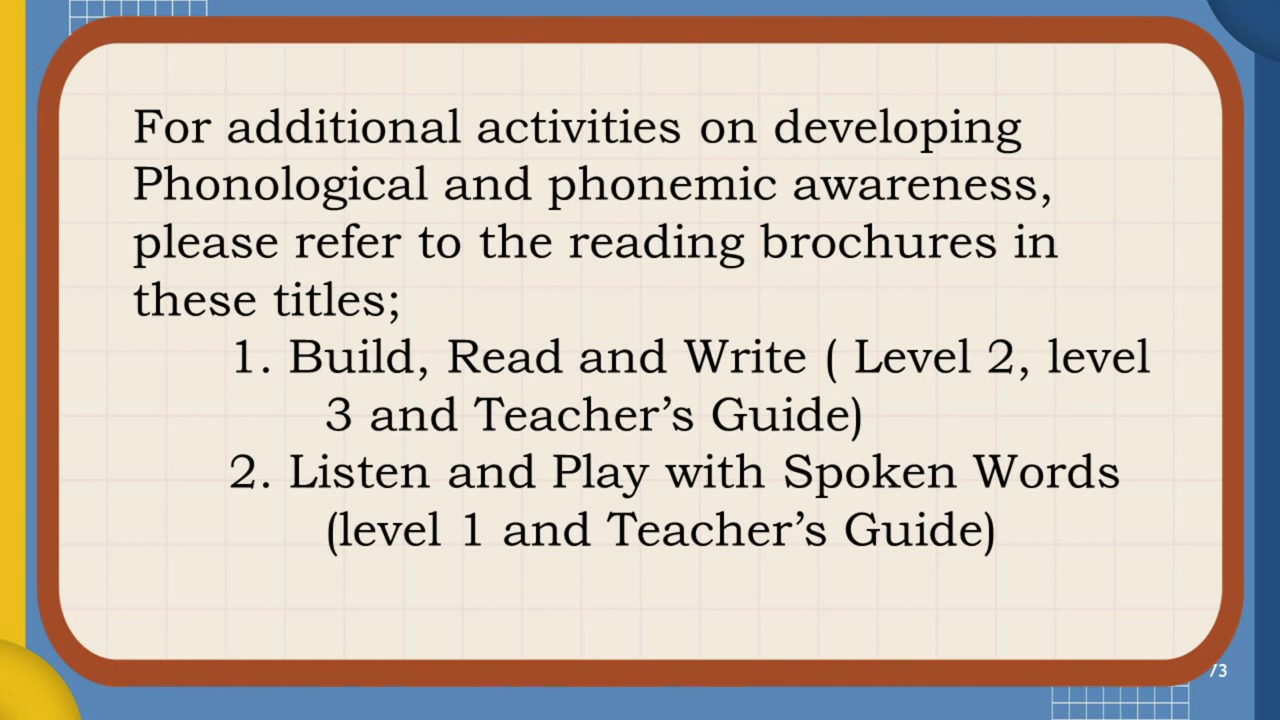 For additional activities on developing
Phonological and phonemic awareness,
please refer to the reading brochures in
these titles;
1. Build, Read and Write ( Level 2, level
3 and Teacher’s Guide)
2. Listen and Play with Spoken Words
(level 1 and Teacher’s Guide)
73